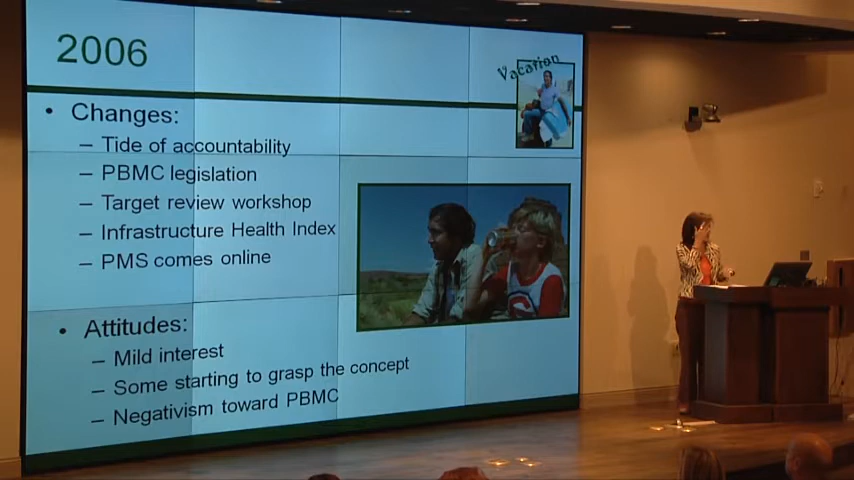 2006
Vacation
• Changes:
– Tide of accountability
– PBMC legislation
– Target review workshop
– Infrastructure Health Index
– PMS comes online
• Attitudes:
– Mild interest
– Some starting to grasp the concept
– Negativism toward PBMC